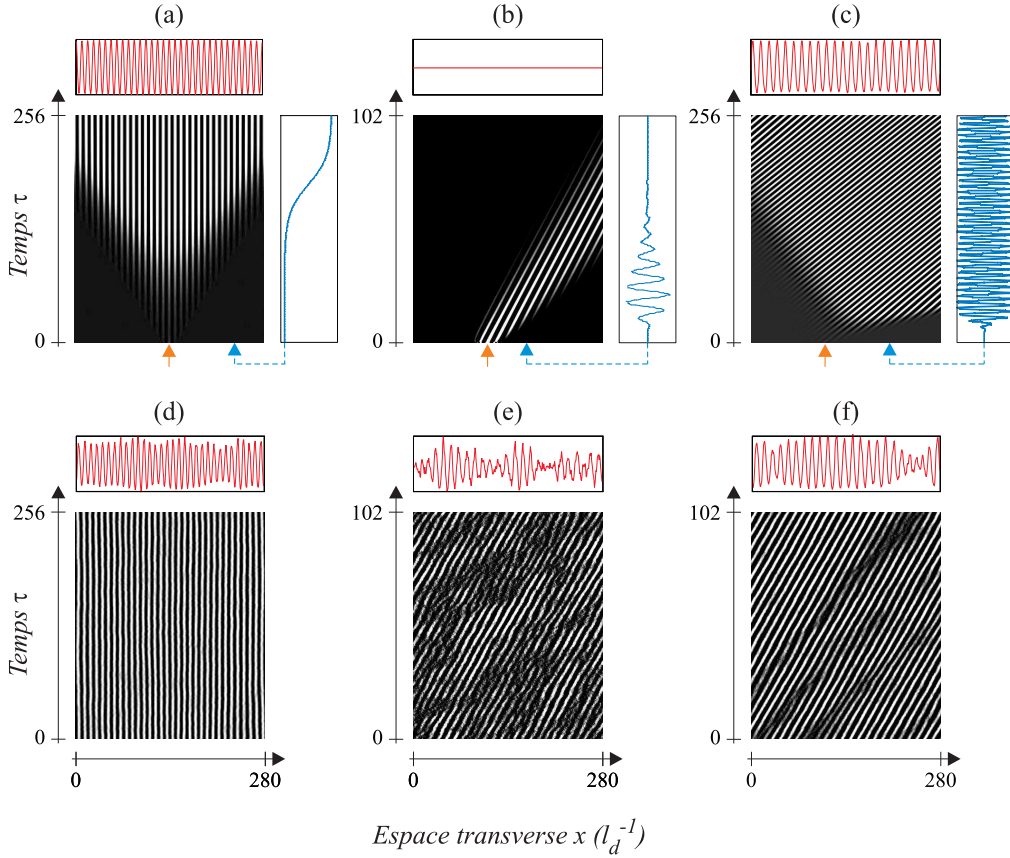 (a) (b) (c)
256 102 256
Temps τ
0 0 0
(d) (e) (f)
256 102 102
Temps τ
0 0 0
0 280 0 280 0 280
Espace transverse x (l_d^-1)